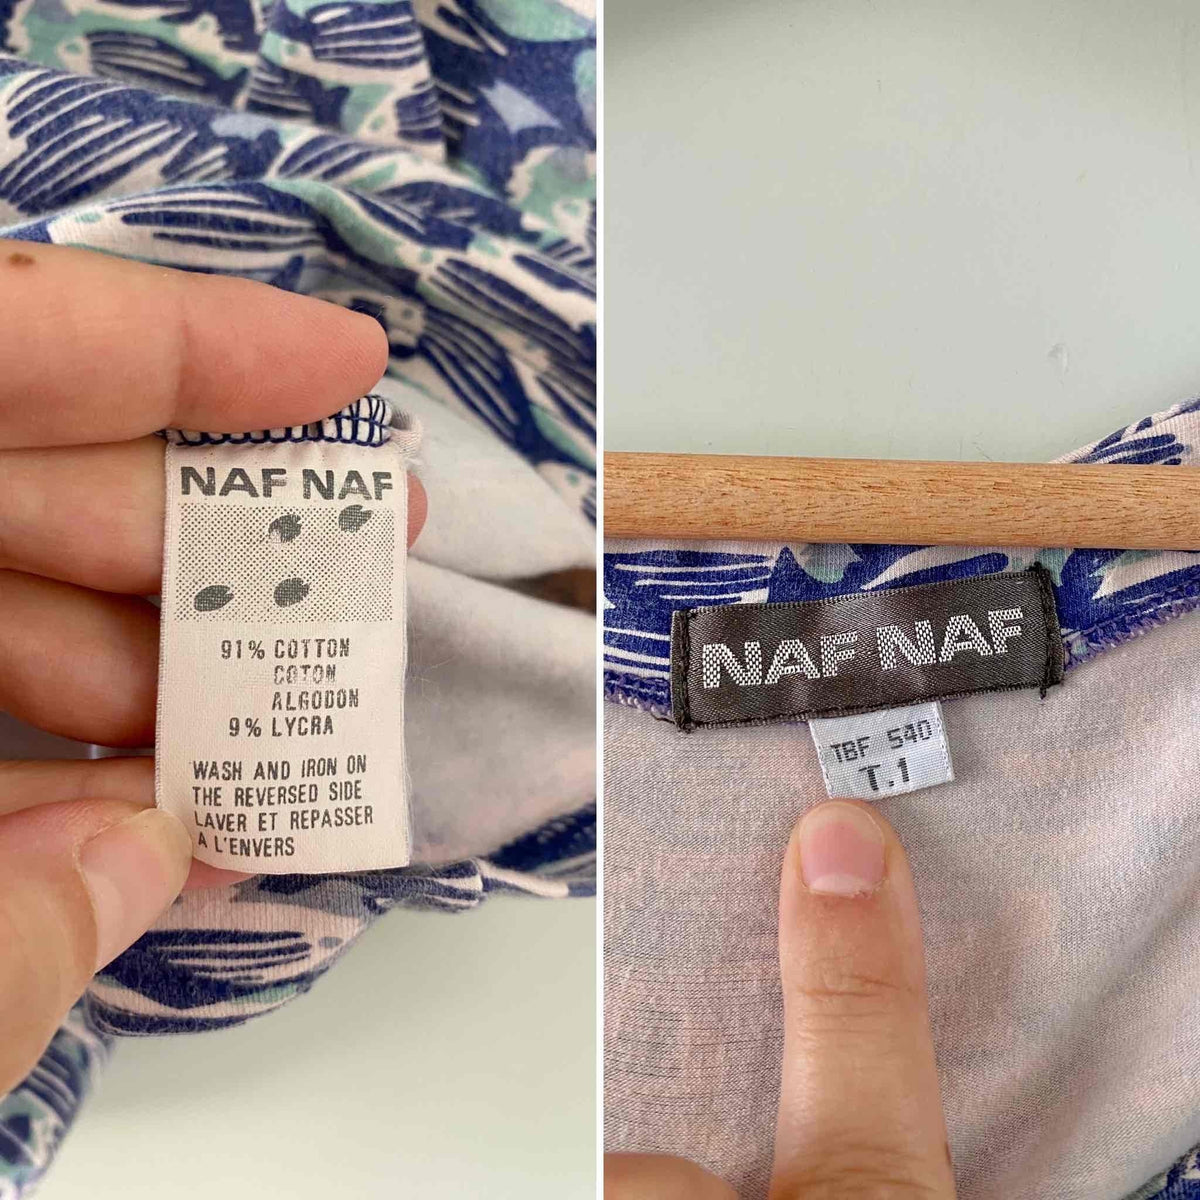 NAF NAF
91% COTTON
COTON
ALGODON
9% LYCRA
WASH AND IRON ON
THE REVERSED SIDE
LAVER ET REPASSER
A L'ENVERS
NAF NAF
TBF 540
T.1